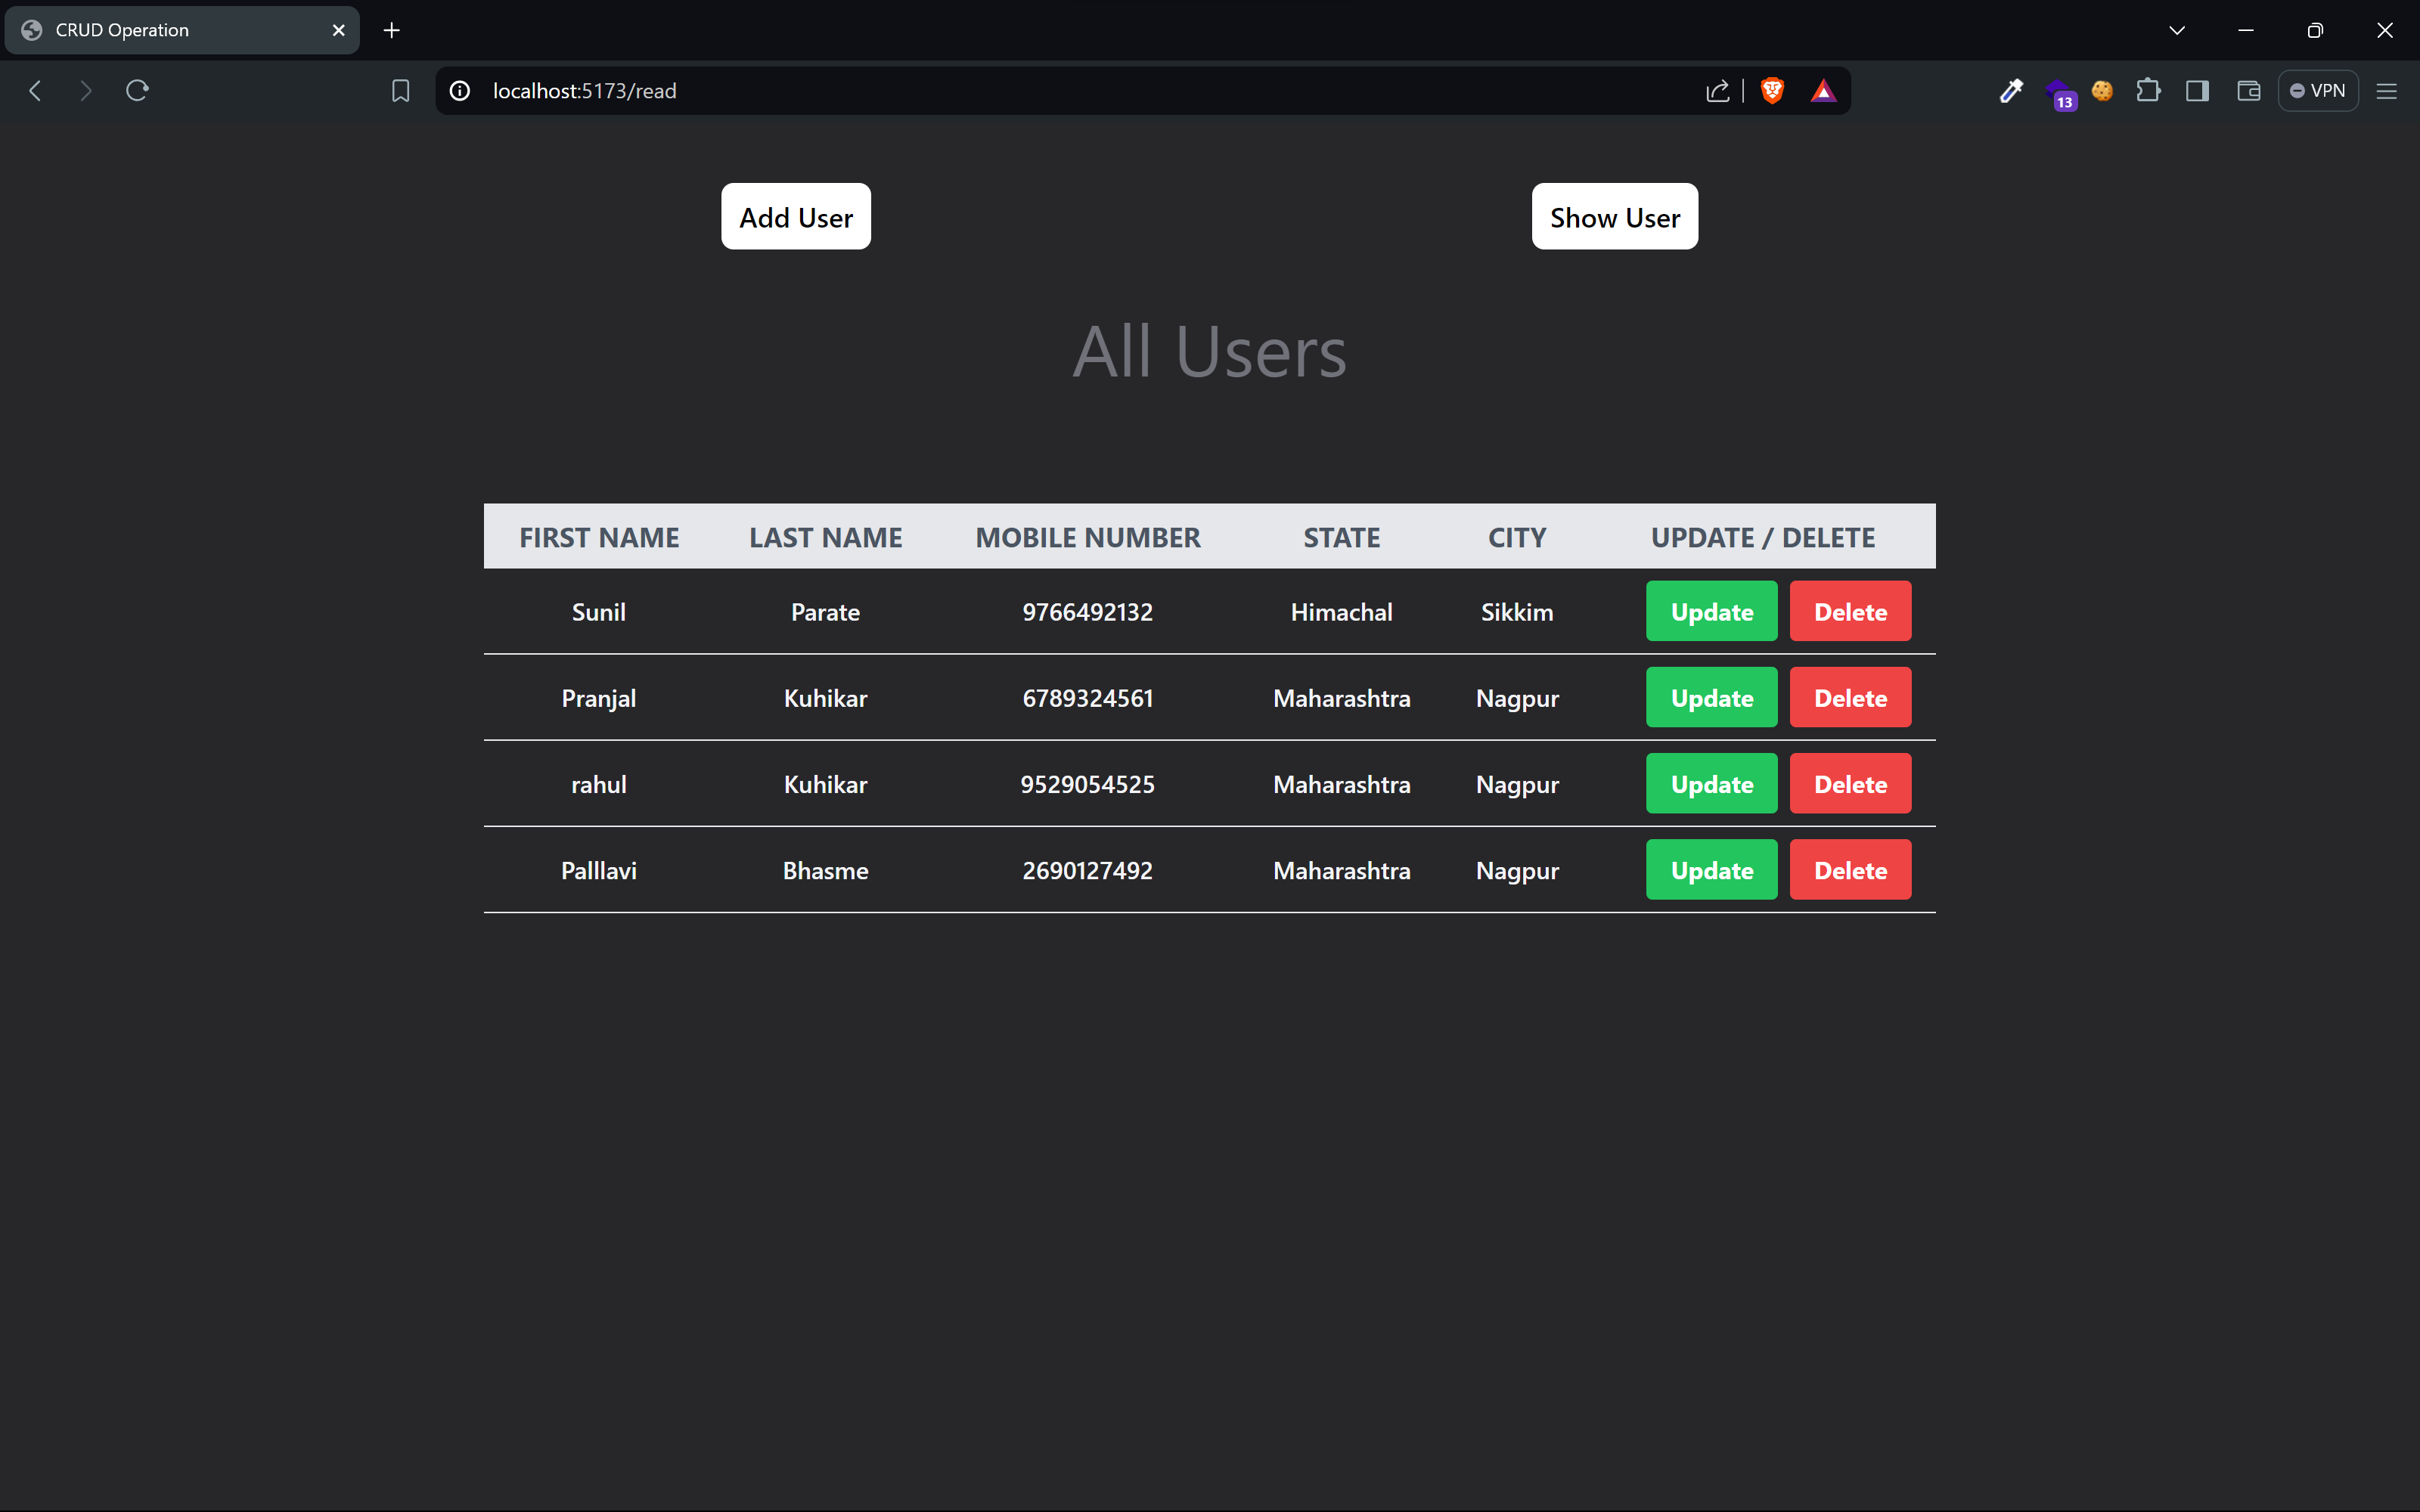 CRUD Operation
localhost:5173/read
13
VPN
Add User Show User
All Users
FIRST NAME LAST NAME MOBILE NUMBER STATE CITY UPDATE / DELETE
Sunil Parate 9766492132 Himachal Sikkim Update Delete
Pranjal Kuhikar 6789324561 Maharashtra Nagpur Update Delete
rahul Kuhikar 9529054525 Maharashtra Nagpur Update Delete
Palllavi Bhasme 2690127492 Maharashtra Nagpur Update Delete